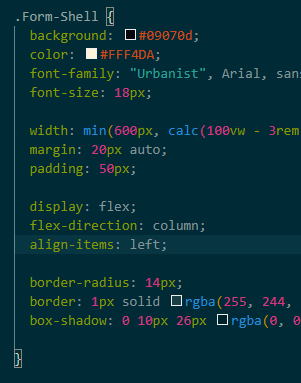 .Form-Shell {
background: #09070d;
color: #FFF4DA;
font-family: "Urbanist", Arial, sans
font-size: 18px;
width: min(600px, calc(100vw - 3rem
margin: 20px auto;
padding: 50px;
display: flex;
flex-direction: column;
align-items: left;
border-radius: 14px;
border: 1px solid rgba(255, 244,
box-shadow: 0 10px 26px rgba(0, 0
}